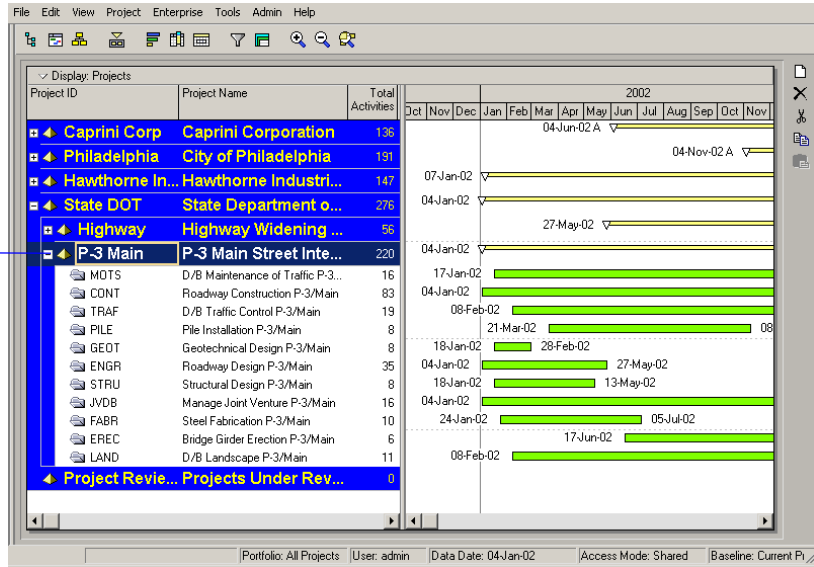 File Edit View Project Enterprise Tools Admin Help
Display: Projects
Project ID Project Name Total Activities
2002
Oct Nov Dec Jan Feb Mar Apr May Jun Jul Aug Sep Oct Nov
Caprini Corp Caprini Corporation 136 04-Jun-02 A
Philadelphia City of Philadelphia 191 04-Nov-02 A
Hawthorne In... Hawthorne Industri... 147 07-Jan-02
State DOT State Department o... 276 04-Jan-02
Highway Highway Widening ... 56 27-May-02
P-3 Main P-3 Main Street Inte... 220 04-Jan-02
MOTS D/B Maintenance of Traffic P-3... 16 17-Jan-02
CONT Roadway Construction P-3/Main 83 04-Jan-02
TRAF D/B Traffic Control P-3/Main 19 08-Feb-02
PILE Pile Installation P-3/Main 8 21-Mar-02 08
GEOT Geotechnical Design P-3/Main 8 18-Jan-02 28-Feb-02
ENGR Roadway Design P-3/Main 35 04-Jan-02 27-May-02
STRU Structural Design P-3/Main 8 18-Jan-02 13-May-02
JVDB Manage Joint Venture P-3/Main 16 04-Jan-02
FABR Steel Fabrication P-3/Main 10 24-Jan-02 05-Jul-02
EREC Bridge Girder Erection P-3/Main 6 17-Jun-02
LAND D/B Landscape P-3/Main 11 08-Feb-02
Project Revie... Projects Under Rev... 0
Portfolio: All Projects User: admin Data Date: 04-Jan-02 Access Mode: Shared Baseline: Current